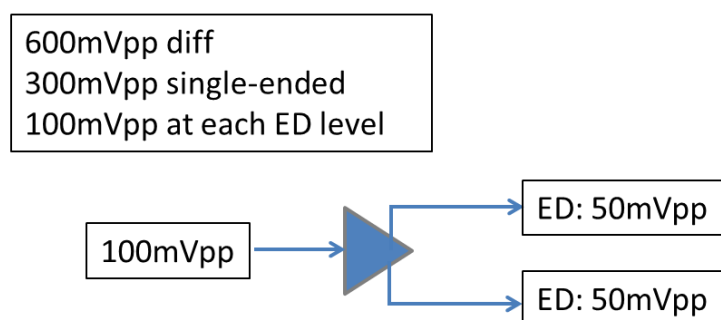 600mVpp diff
300mVpp single-ended
100mVpp at each ED level
ED: 50mVpp
100mVpp
ED: 50mVpp